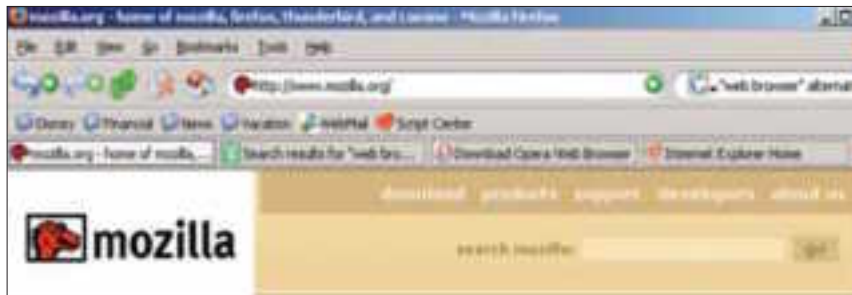 mozilla.org - home of mozilla, firefox, thunderbird, and camino - Mozilla Firefox
File Edit View Go Bookmarks Tools Help
http://www.mozilla.org/ "web browser" alternat
Disney Financial News Vacation WebMail Script Center
mozilla.org - home of mozilla,... Search results for "web bro... Download Opera Web Browser Internet Explorer Home
download products support developers about us
mozilla
search mozilla: Go